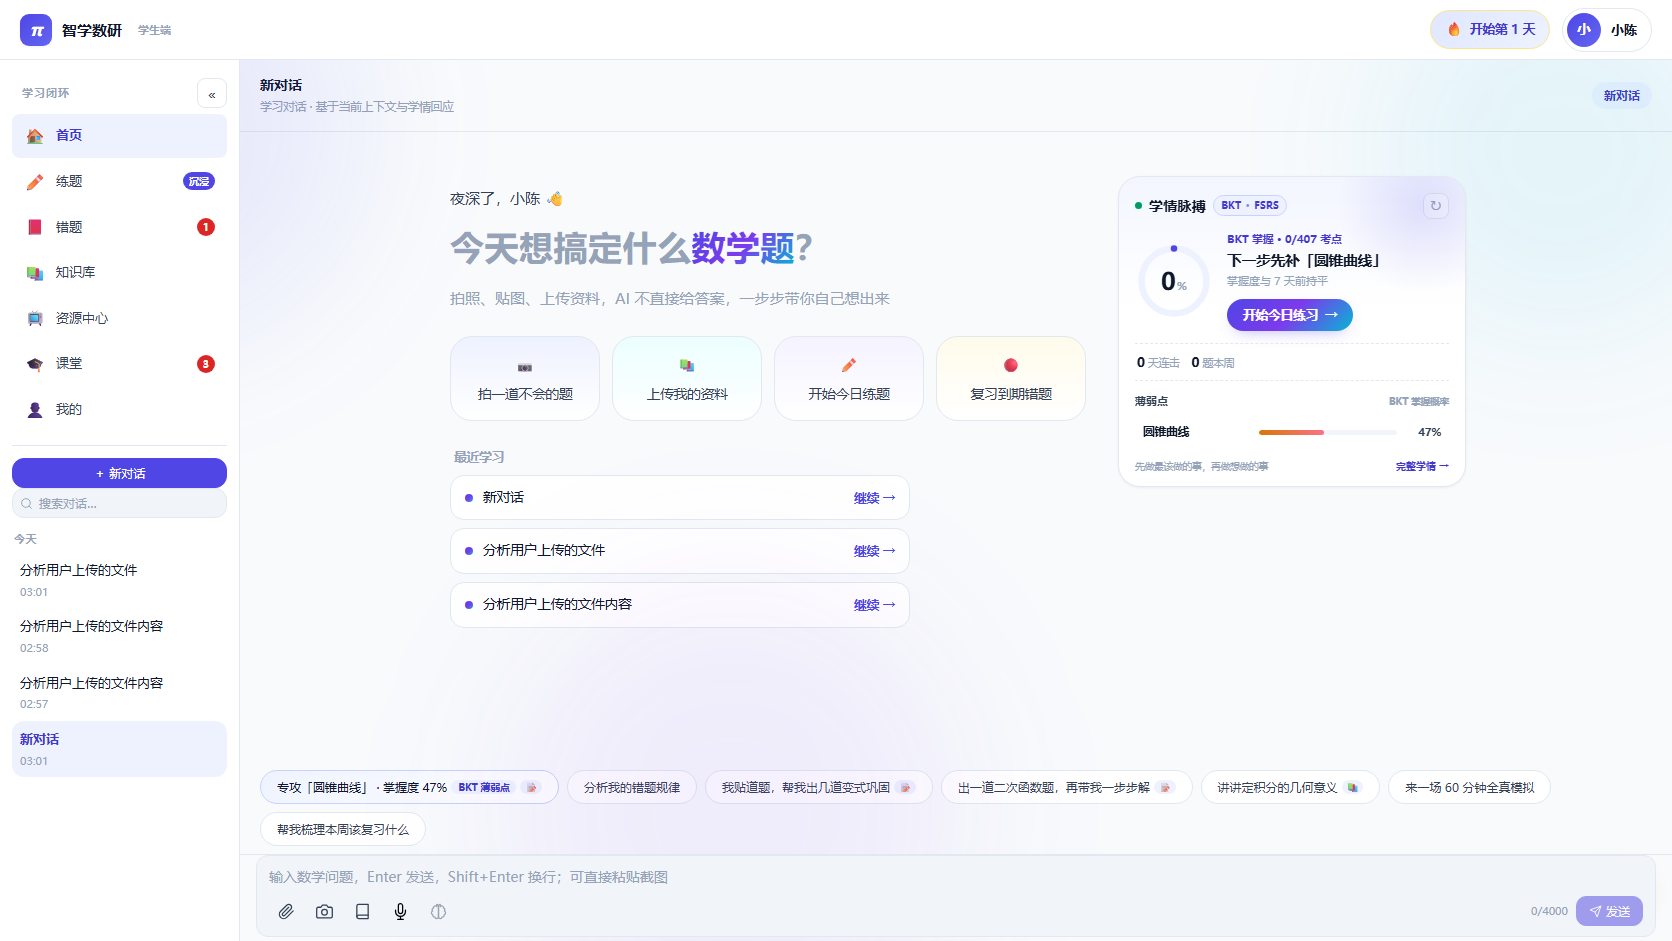 π 智学数研 学生端
开始第 1 天
小 小陈
学习闭环 «
首页
练题 沉浸
错题 1
知识库
资源中心
课堂 3
我的
+ 新对话
搜索对话...
今天
分析用户上传的文件
03:01
分析用户上传的文件内容
02:58
分析用户上传的文件内容
02:57
新对话
03:01
新对话
学习对话 · 基于当前上下文与学情回应
新对话
夜深了，小陈
今天想搞定什么数学题?
拍照、贴图、上传资料，AI 不直接给答案，一步步带你自己想出来
拍一道不会的题
上传我的资料
开始今日练题
复习到期错题
最近学习
新对话 继续 →
分析用户上传的文件 继续 →
分析用户上传的文件内容 继续 →
学情脉搏 BKT · FSRS ↻
0%
BKT 掌握 • 0/407 考点
下一步先补「圆锥曲线」
掌握度与 7 天前持平
开始今日练习 →
0 天连击 0 题本周
薄弱点 BKT 掌握概率
圆锥曲线 47%
先做最该做的事，再做想做的事 完整学情 →
专攻「圆锥曲线」 · 掌握度 47% BKT 薄弱点
分析我的错题规律
我贴道题，帮我出几道变式巩固
出一道二次函数题，再带我一步步解
讲讲定积分的几何意义
来一场 60 分钟全真模拟
帮我梳理本周该复习什么
输入数学问题，Enter 发送，Shift+Enter 换行；可直接粘贴截图
0/4000 发送